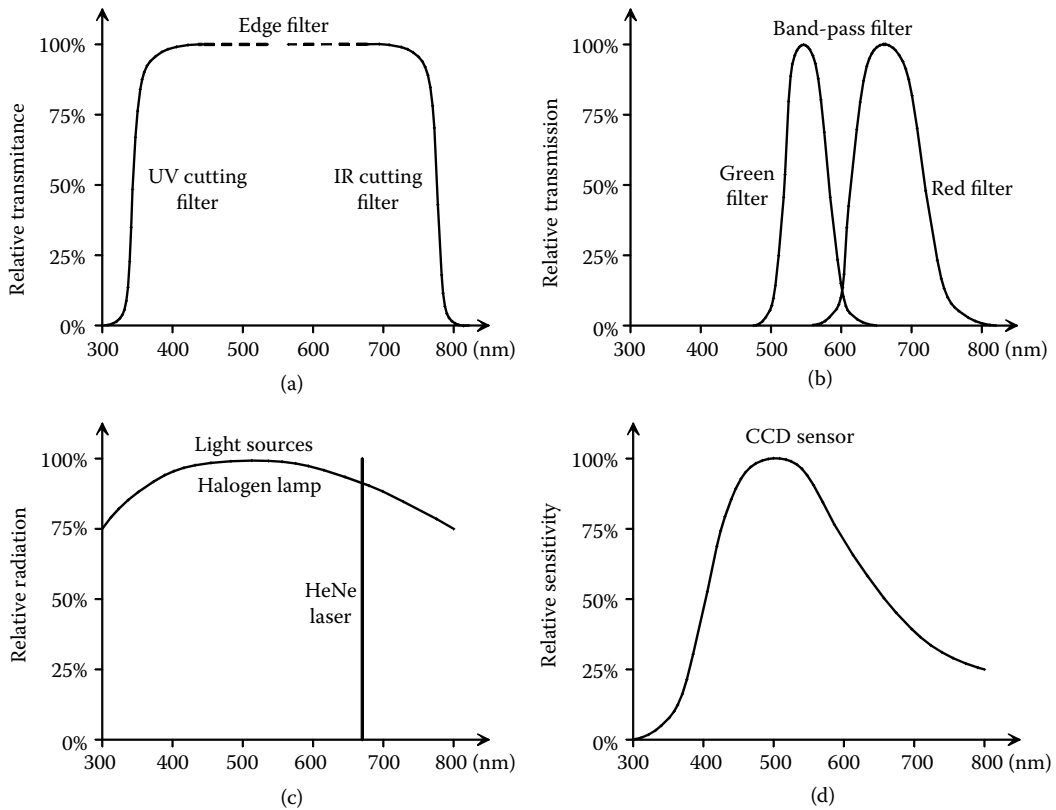 Edge filter
100%
75%
50%
25%
0%
Relative transmitance
UV cutting
filter
IR cutting
filter
300 400 500 600 700 800 (nm)
(a)
Band-pass filter
100%
75%
50%
25%
0%
Relative transmission
Green
filter
Red filter
300 400 500 600 700 800 (nm)
(b)
Light sources
100%
75%
50%
25%
0%
Relative radiation
Halogen lamp
HeNe
laser
300 400 500 600 700 800 (nm)
(c)
CCD sensor
100%
75%
50%
25%
0%
Relative sensitivity
300 400 500 600 700 800 (nm)
(d)